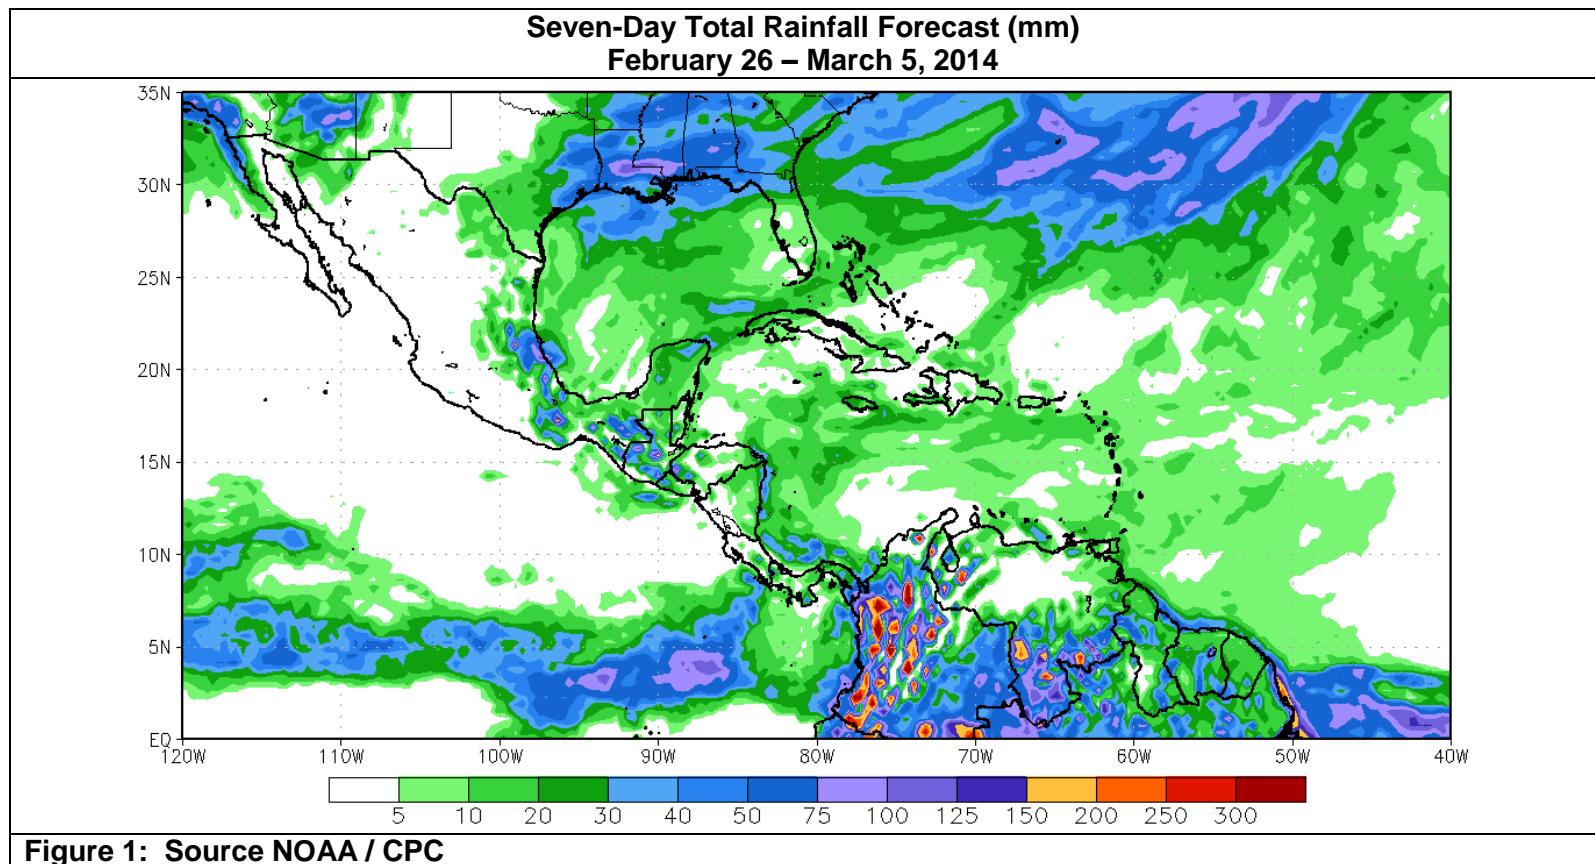 Seven-Day Total Rainfall Forecast (mm)
February 26 – March 5, 2014
35N
30N
25N
20N
15N
10N
5N
EQ
120W 110W 100W 90W 80W 70W 60W 50W 40W
5 10 20 30 40 50 75 100 125 150 200 250 300
Figure 1: Source NOAA / CPC